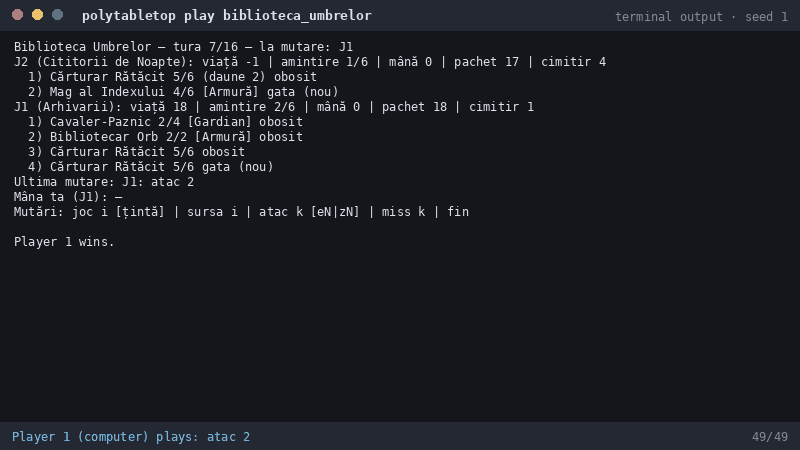 polytabletop play biblioteca_umbrelor
terminal output · seed 1
Biblioteca Umbrelor — tura 7/16 — la mutare: J1
J2 (Cititorii de Noapte): viață -1 | amintire 1/6 | mână 0 | pachet 17 | cimitir 4
1) Cărturar Rătăcit 5/6 (daune 2) obosit
2) Mag al Indexului 4/6 [Armură] gata (nou)
J1 (Arhivarii): viață 18 | amintire 2/6 | mână 0 | pachet 18 | cimitir 1
1) Cavaler-Paznic 2/4 [Gardian] obosit
2) Bibliotecar Orb 2/2 [Armură] obosit
3) Cărturar Rătăcit 5/6 obosit
4) Cărturar Rătăcit 5/6 gata (nou)
Ultima mutare: J1: atac 2
Mâna ta (J1): —
Mutări: joc i [țintă] | sursa i | atac k [eN|zN] | miss k | fin
Player 1 wins.
Player 1 (computer) plays: atac 2
49/49